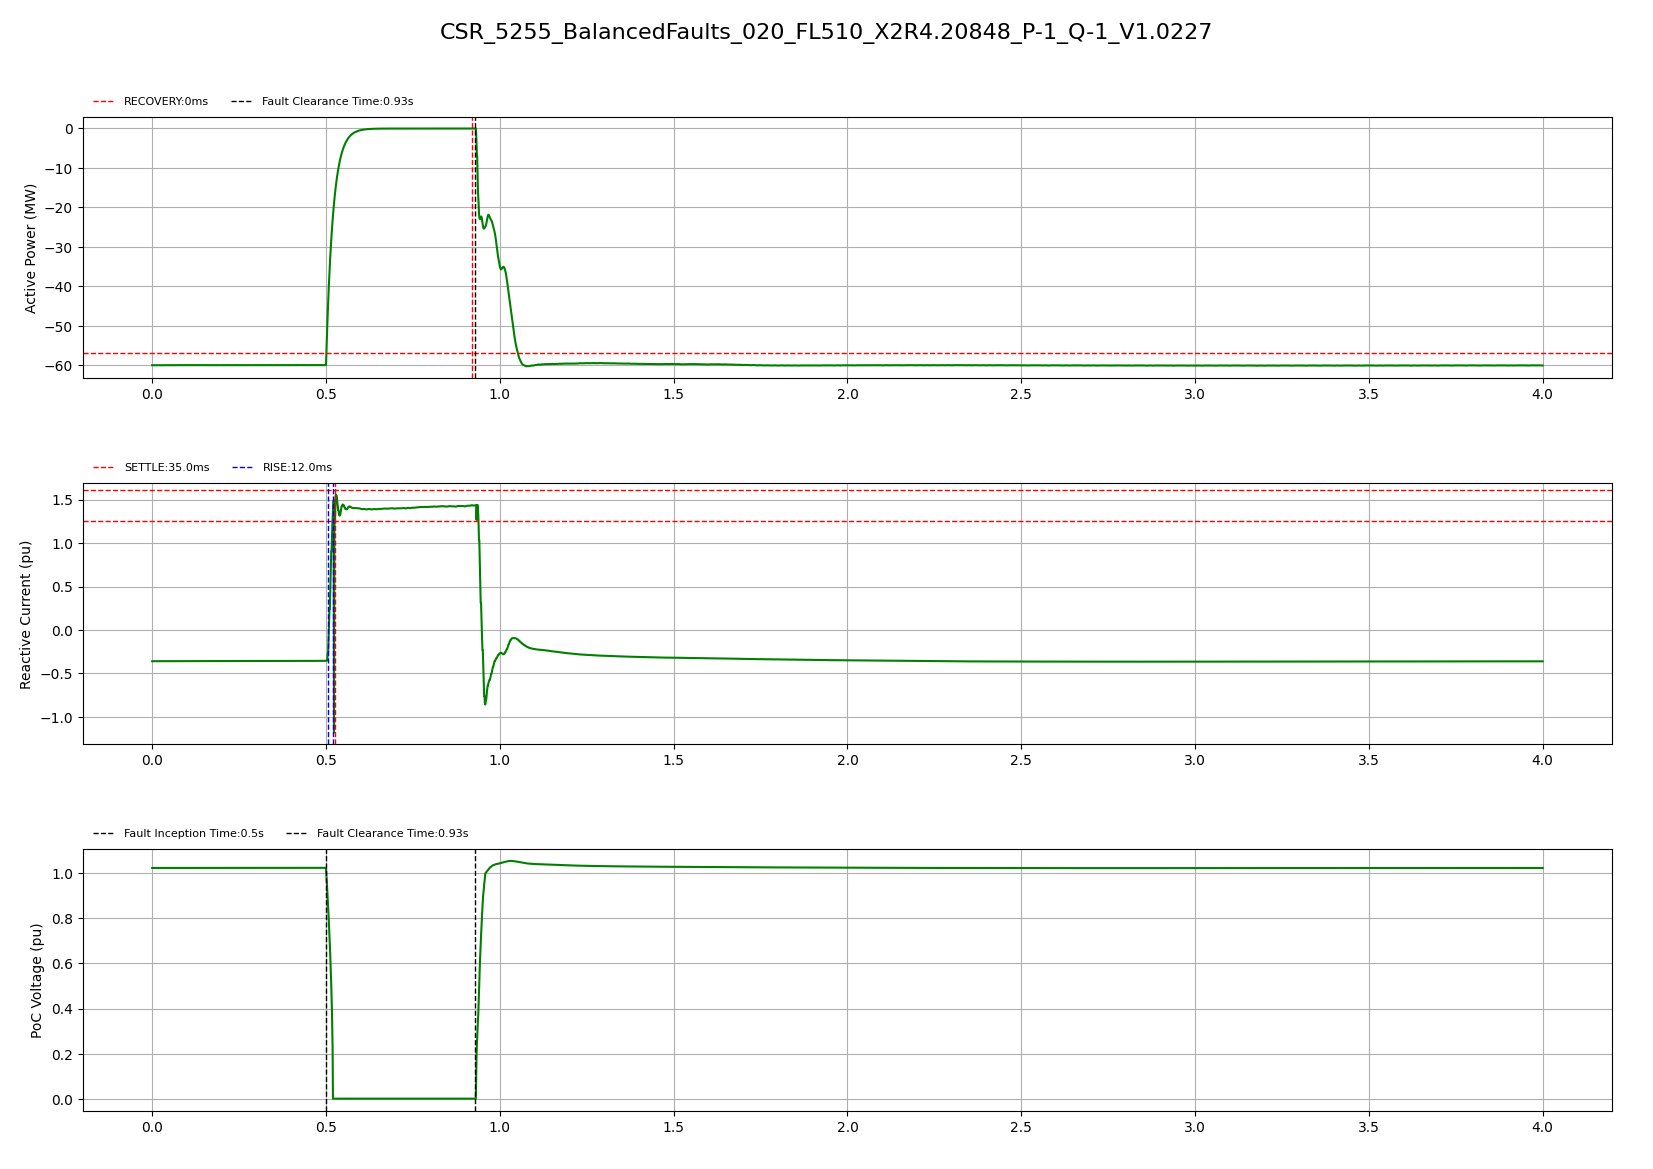 CSR_5255_BalancedFaults_020_FL510_X2R4.20848_P-1_Q-1_V1.0227
RECOVERY:0ms Fault Clearance Time:0.93s
Active Power (MW)
0
−10
−20
−30
−40
−50
−60
0.0 0.5 1.0 1.5 2.0 2.5 3.0 3.5 4.0
SETTLE:35.0ms RISE:12.0ms
Reactive Current (pu)
1.5
1.0
0.5
0.0
−0.5
−1.0
0.0 0.5 1.0 1.5 2.0 2.5 3.0 3.5 4.0
Fault Inception Time:0.5s Fault Clearance Time:0.93s
PoC Voltage (pu)
1.0
0.8
0.6
0.4
0.2
0.0
0.0 0.5 1.0 1.5 2.0 2.5 3.0 3.5 4.0